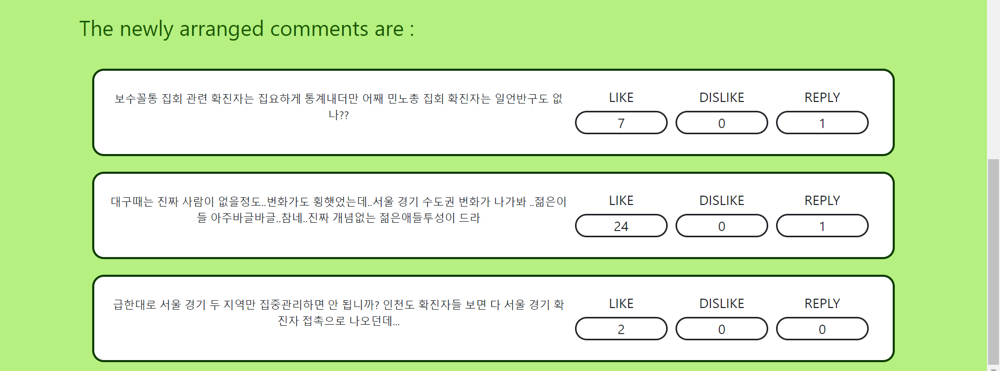 The newly arranged comments are :
보수꼴통 집회 관련 확진자는 집요하게 통계내더만 어째 민노총 집회 확진자는 일언반구도 없
나??
LIKE DISLIKE REPLY
7 0 1
대구때는 진짜 사람이 없을정도..번화가도 횡햇었는데..서울 경기 수도권 번화가 나가봐 ..젊은이
들 아주바글바글..참네..진짜 개념없는 젊은애들투성이 드라
LIKE DISLIKE REPLY
24 0 1
급한대로 서울 경기 두 지역만 집중관리하면 안 됩니까? 인천도 확진자들 보면 다 서울 경기 확
진자 접촉으로 나오던데...
LIKE DISLIKE REPLY
2 0 0